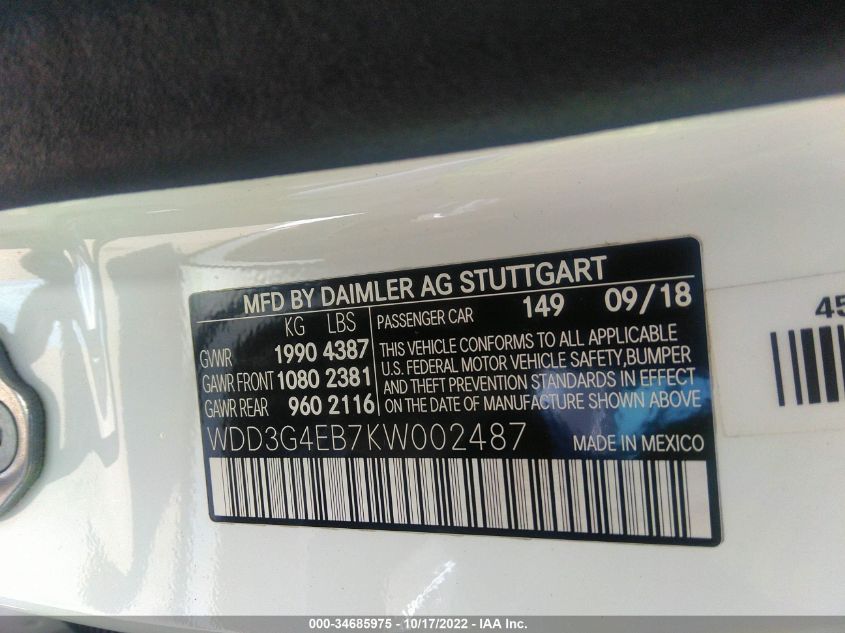 MFD BY DAIMLER AG STUTTGART
KG LBS
GVWR 1990 4387
GAWR FRONT 1080 2381
GAWR REAR 960 2116
PASSENGER CAR 149 09/18
THIS VEHICLE CONFORMS TO ALL APPLICABLE
U.S. FEDERAL MOTOR VEHICLE SAFETY, BUMPER
AND THEFT PREVENTION STANDARDS IN EFFECT
ON THE DATE OF MANUFACTURE SHOWN ABOVE
WDD3G4EB7KW002487 MADE IN MEXICO
45
000-34685975 - 10/17/2022 - IAA Inc.